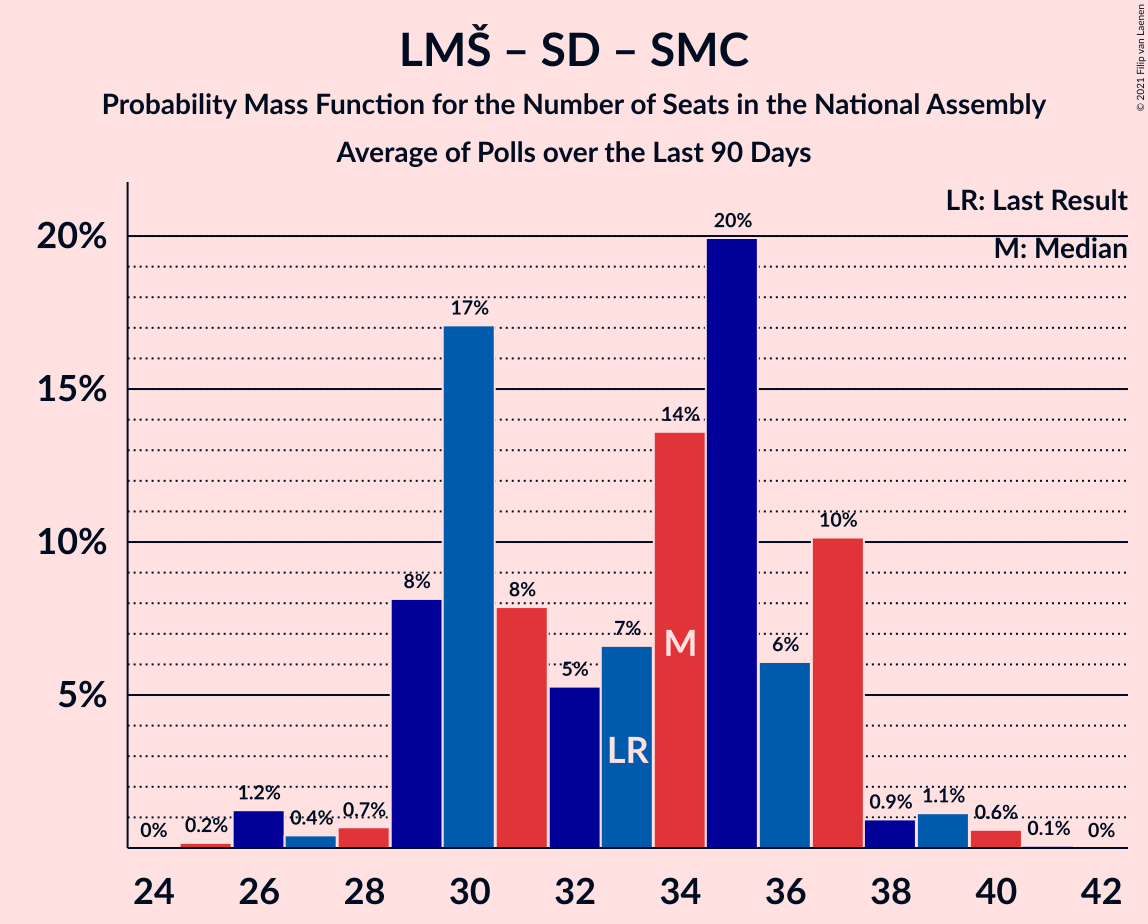 LMŠ – SD – SMC
Probability Mass Function for the Number of Seats in the National Assembly
Average of Polls over the Last 90 Days
© 2021 Filip van Laenen
LR: Last Result
M: Median
20%
15%
10%
5%
0%
0.2%
1.2%
0.4%
0.7%
8%
17%
8%
5%
7%
14%
20%
6%
10%
0.9%
1.1%
0.6%
0.1%
0%
LR
M
24 26 28 30 32 34 36 38 40 42